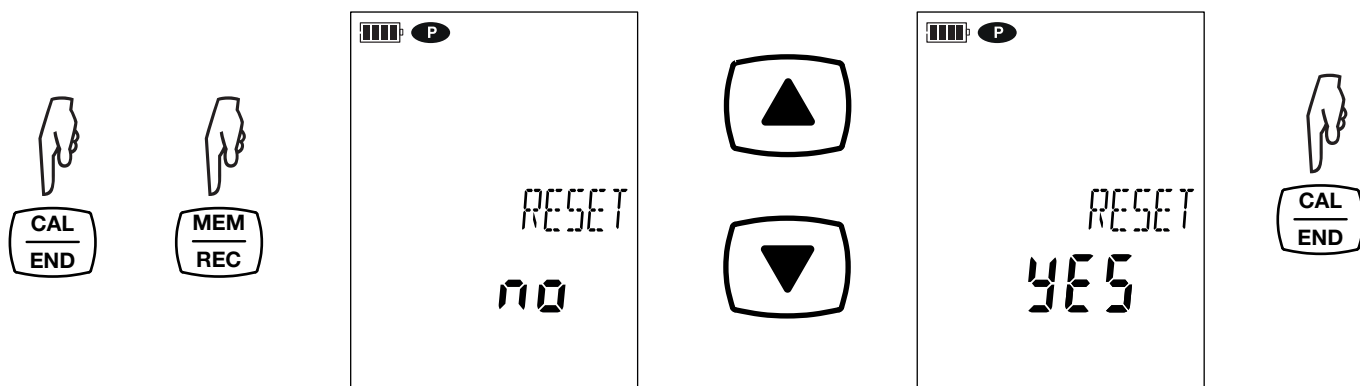 CAL
END
MEM
REC
P
RESET
no
P
RESET
YES
CAL
END